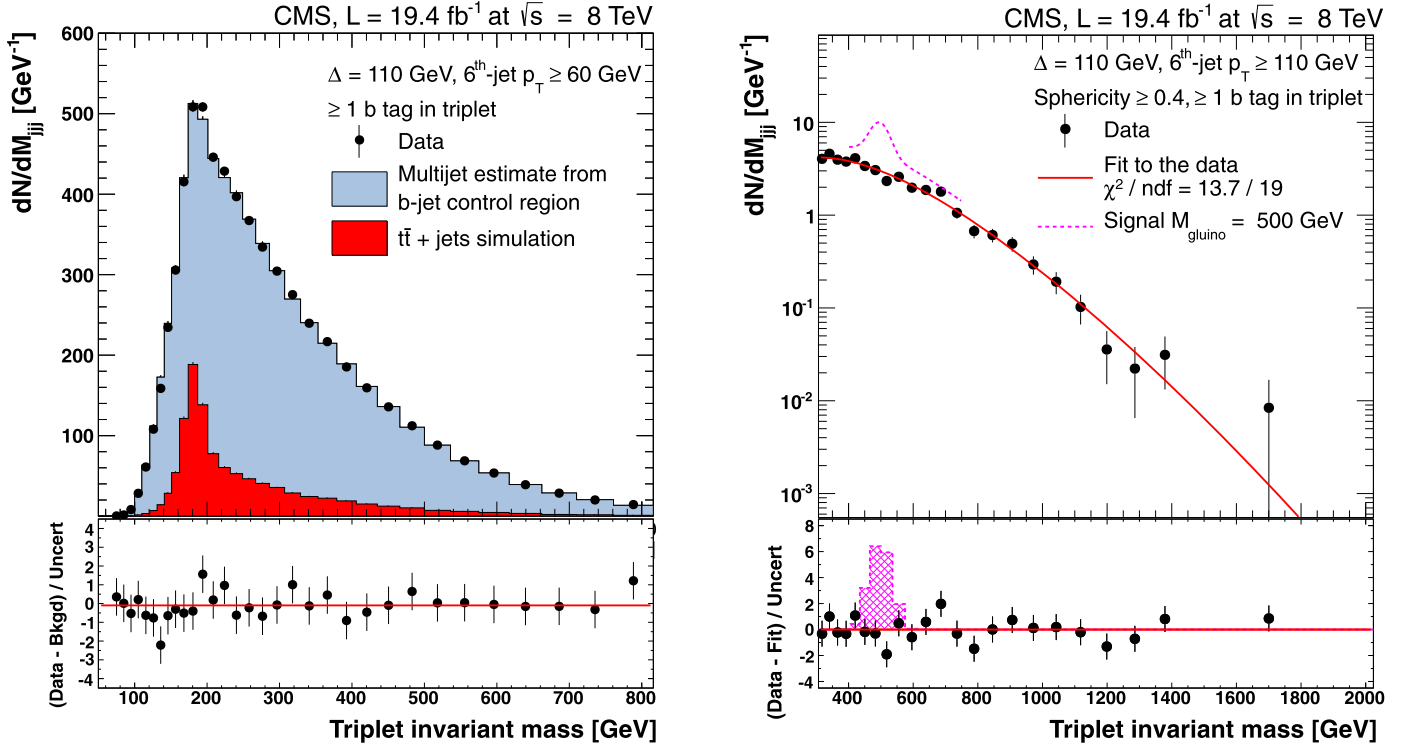 CMS, L = 19.4 fb⁻¹ at √s = 8 TeV
dN/dM_jjj [GeV⁻¹]
600
500
400
300
200
100
Δ = 110 GeV, 6ᵗʰ-jet p_T ≥ 60 GeV
≥ 1 b tag in triplet
Data
Multijet estimate from
b-jet control region
tt̄ + jets simulation
(Data - Bkgd) / Uncert
4
3
2
1
0
-1
-2
-3
-4
100 200 300 400 500 600 700 800
Triplet invariant mass [GeV]
CMS, L = 19.4 fb⁻¹ at √s = 8 TeV
dN/dM_jjj [GeV⁻¹]
10
1
10⁻¹
10⁻²
10⁻³
Δ = 110 GeV, 6ᵗʰ-jet p_T ≥ 110 GeV
Sphericity ≥ 0.4, ≥ 1 b tag in triplet
Data
Fit to the data
χ² / ndf = 13.7 / 19
Signal M_gluino = 500 GeV
(Data - Fit) / Uncert
8
6
4
2
0
-2
-4
400 600 800 1000 1200 1400 1600 1800 2000
Triplet invariant mass [GeV]